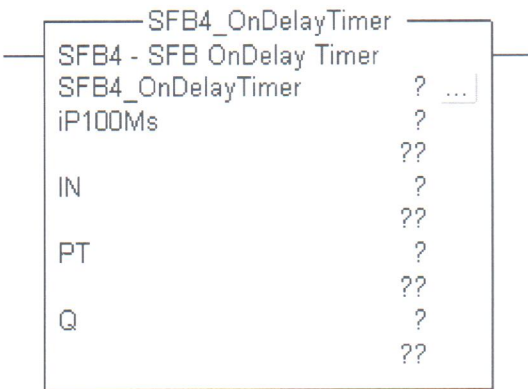 SFB4_OnDelayTimer
SFB4 - SFB OnDelay Timer
SFB4_OnDelayTimer ? ...
iP100Ms ?
??
IN ?
??
PT ?
??
Q ?
??